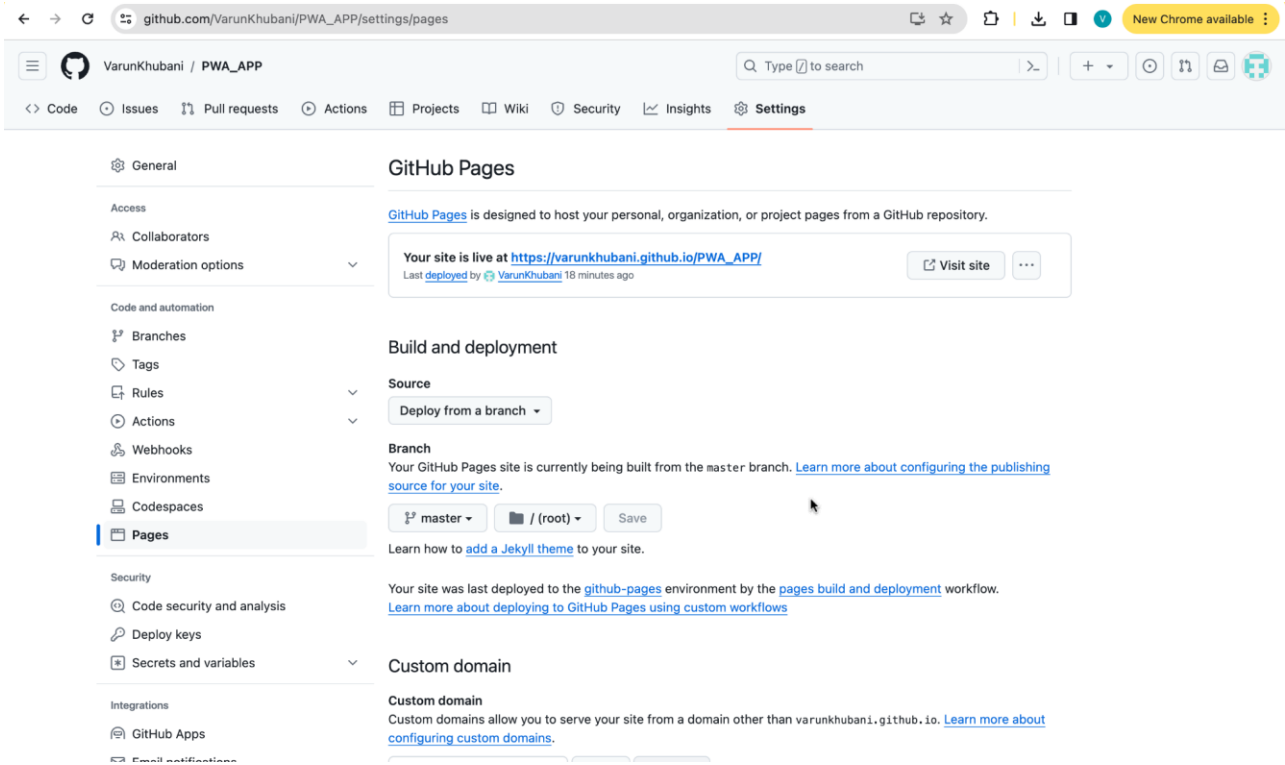 github.com/VarunKhubani/PWA_APP/settings/pages
V
New Chrome available
VarunKhubani / PWA_APP
Type / to search
Code
Issues
Pull requests
Actions
Projects
Wiki
Security
Insights
Settings
General
Access
Collaborators
Moderation options
Code and automation
Branches
Tags
Rules
Actions
Webhooks
Environments
Codespaces
Pages
Security
Code security and analysis
Deploy keys
Secrets and variables
Integrations
GitHub Apps
Email notifications
GitHub Pages
GitHub Pages is designed to host your personal, organization, or project pages from a GitHub repository.
Your site is live at https://varunkhubani.github.io/PWA_APP/
Last deployed by VarunKhubani 18 minutes ago
Visit site
Build and deployment
Source
Deploy from a branch
Branch
Your GitHub Pages site is currently being built from the master branch. Learn more about configuring the publishing
source for your site.
master
/ (root)
Save
Learn how to add a Jekyll theme to your site.
Your site was last deployed to the github-pages environment by the pages build and deployment workflow.
Learn more about deploying to GitHub Pages using custom workflows
Custom domain
Custom domain
Custom domains allow you to serve your site from a domain other than varunkhubani.github.io. Learn more about
configuring custom domains.